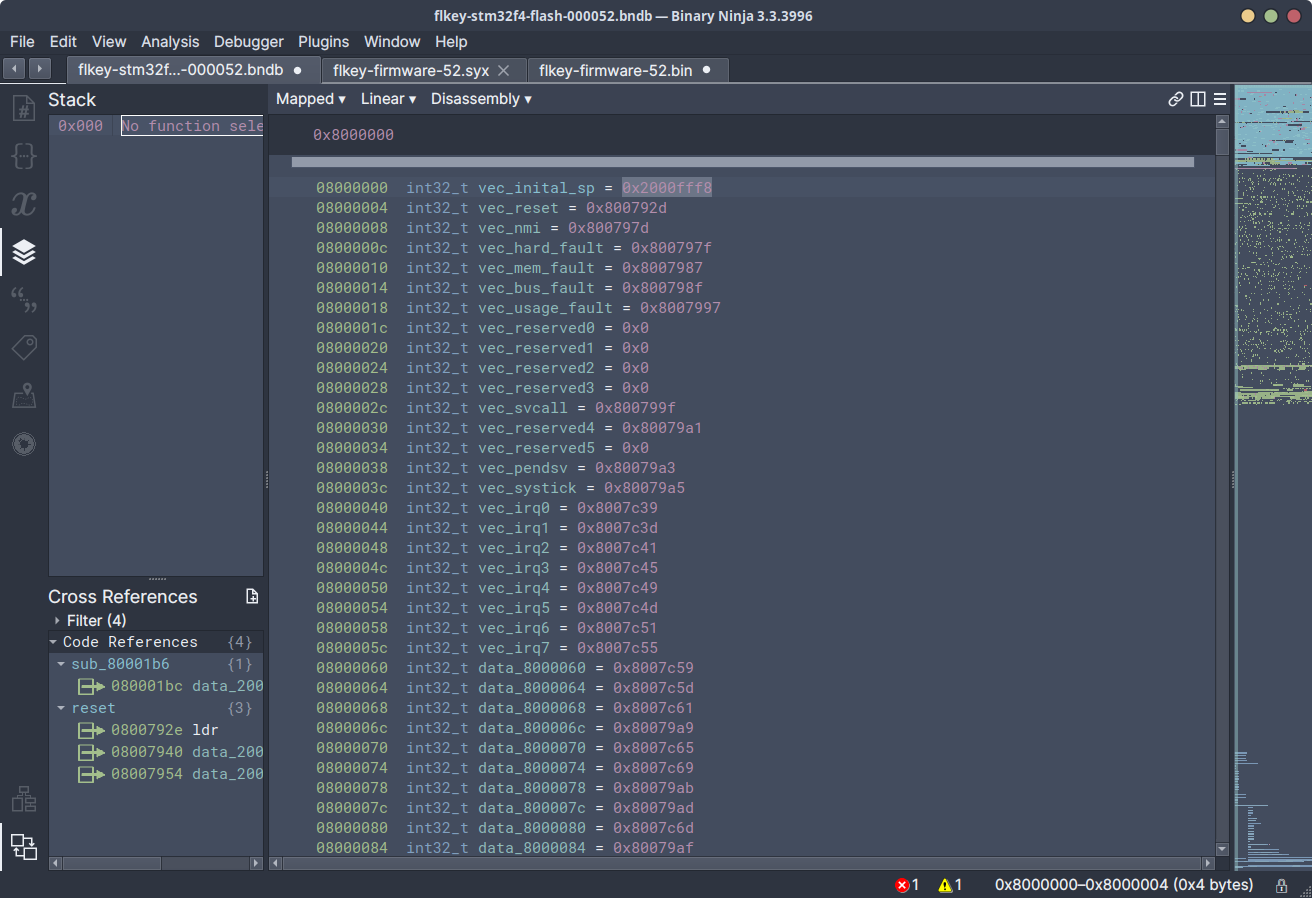 flkey-stm32f4-flash-000052.bndb — Binary Ninja 3.3.3996
File Edit View Analysis Debugger Plugins Window Help
flkey-stm32f...-000052.bndb flkey-firmware-52.syx flkey-firmware-52.bin
Stack
0x000 No function sele
Cross References
Filter (4)
Code References {4}
sub_80001b6 {1}
080001bc data_200
reset {3}
0800792e ldr
08007940 data_200
08007954 data_200
Mapped ▾ Linear ▾ Disassembly ▾
0x8000000
08000000 int32_t vec_inital_sp = 0x2000fff8
08000004 int32_t vec_reset = 0x800792d
08000008 int32_t vec_nmi = 0x800797d
0800000c int32_t vec_hard_fault = 0x800797f
08000010 int32_t vec_mem_fault = 0x8007987
08000014 int32_t vec_bus_fault = 0x800798f
08000018 int32_t vec_usage_fault = 0x8007997
0800001c int32_t vec_reserved0 = 0x0
08000020 int32_t vec_reserved1 = 0x0
08000024 int32_t vec_reserved2 = 0x0
08000028 int32_t vec_reserved3 = 0x0
0800002c int32_t vec_svcall = 0x800799f
08000030 int32_t vec_reserved4 = 0x80079a1
08000034 int32_t vec_reserved5 = 0x0
08000038 int32_t vec_pendsv = 0x80079a3
0800003c int32_t vec_systick = 0x80079a5
08000040 int32_t vec_irq0 = 0x8007c39
08000044 int32_t vec_irq1 = 0x8007c3d
08000048 int32_t vec_irq2 = 0x8007c41
0800004c int32_t vec_irq3 = 0x8007c45
08000050 int32_t vec_irq4 = 0x8007c49
08000054 int32_t vec_irq5 = 0x8007c4d
08000058 int32_t vec_irq6 = 0x8007c51
0800005c int32_t vec_irq7 = 0x8007c55
08000060 int32_t data_8000060 = 0x8007c59
08000064 int32_t data_8000064 = 0x8007c5d
08000068 int32_t data_8000068 = 0x8007c61
0800006c int32_t data_800006c = 0x80079a9
08000070 int32_t data_8000070 = 0x8007c65
08000074 int32_t data_8000074 = 0x8007c69
08000078 int32_t data_8000078 = 0x80079ab
0800007c int32_t data_800007c = 0x80079ad
08000080 int32_t data_8000080 = 0x8007c6d
08000084 int32_t data_8000084 = 0x80079af
1 1 0x8000000–0x8000004 (0x4 bytes)